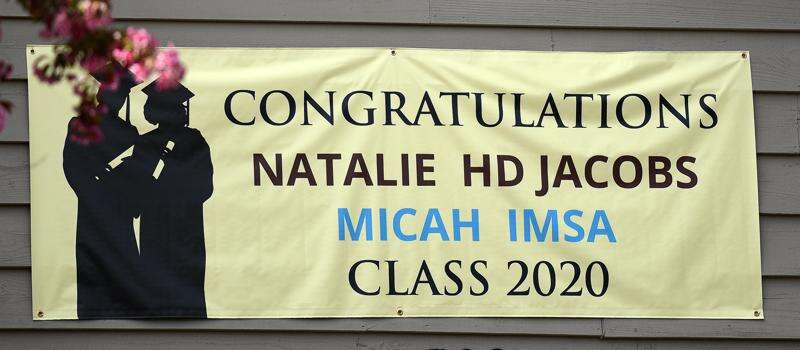 CONGRATULATIONS
NATALIE HD JACOBS
MICAH IMSA
CLASS 2020